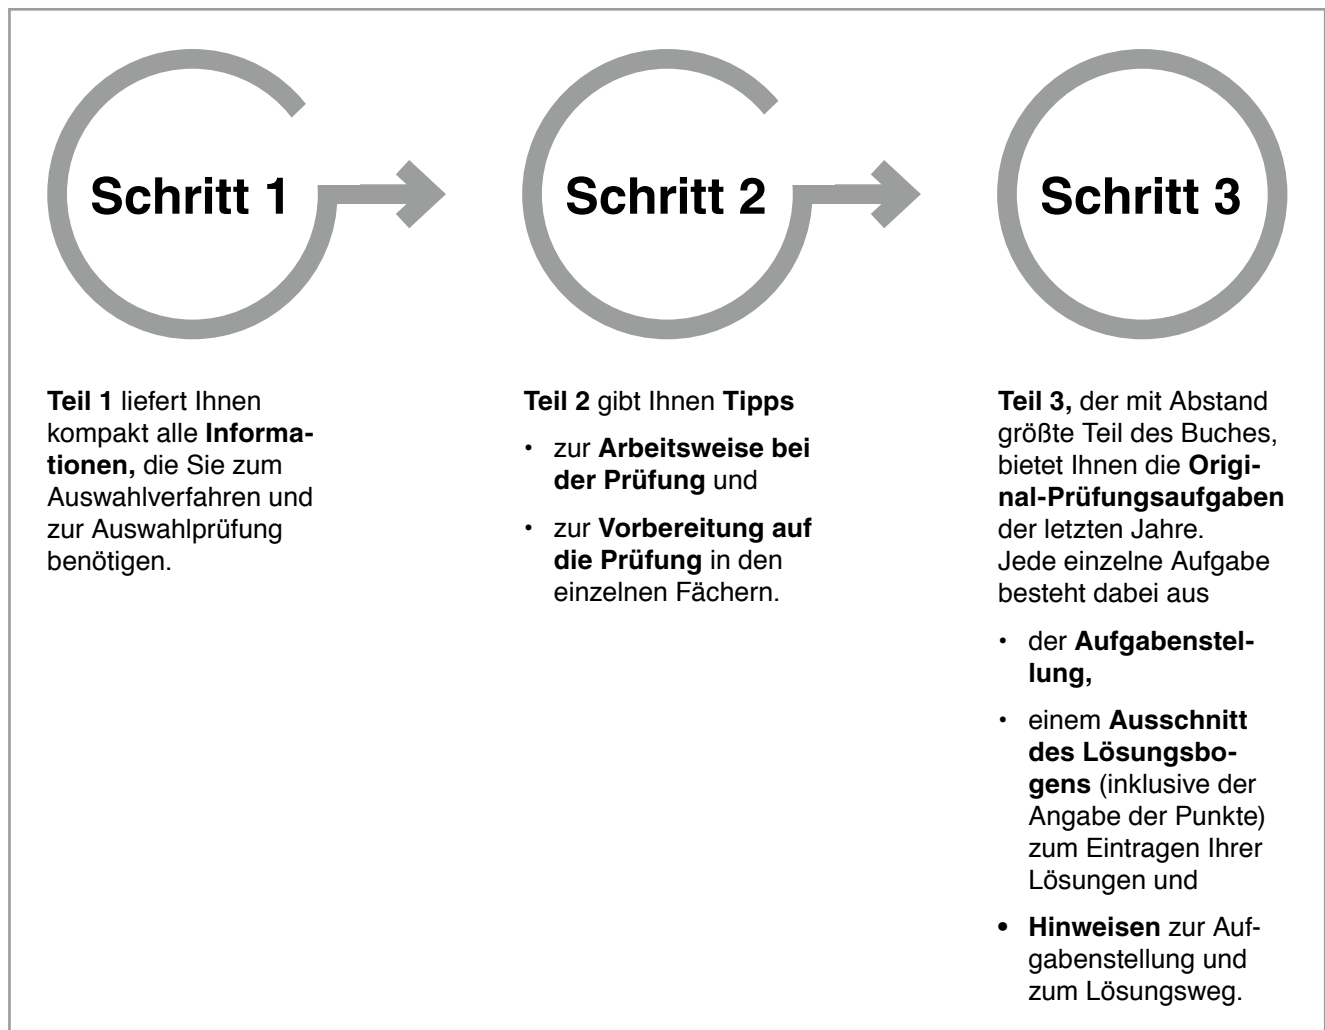 Schritt 1
Schritt 2
Schritt 3
Teil 1 liefert Ihnen
kompakt alle Informa-
tionen, die Sie zum
Auswahlverfahren und
zur Auswahlprüfung
benötigen.
Teil 2 gibt Ihnen Tipps
• zur Arbeitsweise bei
der Prüfung und
• zur Vorbereitung auf
die Prüfung in den
einzelnen Fächern.
Teil 3, der mit Abstand
größte Teil des Buches,
bietet Ihnen die Origi-
nal-Prüfungsaufgaben
der letzten Jahre.
Jede einzelne Aufgabe
besteht dabei aus
• der Aufgabenstel-
lung,
• einem Ausschnitt
des Lösungsbo-
gens (inklusive der
Angabe der Punkte)
zum Eintragen Ihrer
Lösungen und
• Hinweisen zur Auf-
gabenstellung und
zum Lösungsweg.